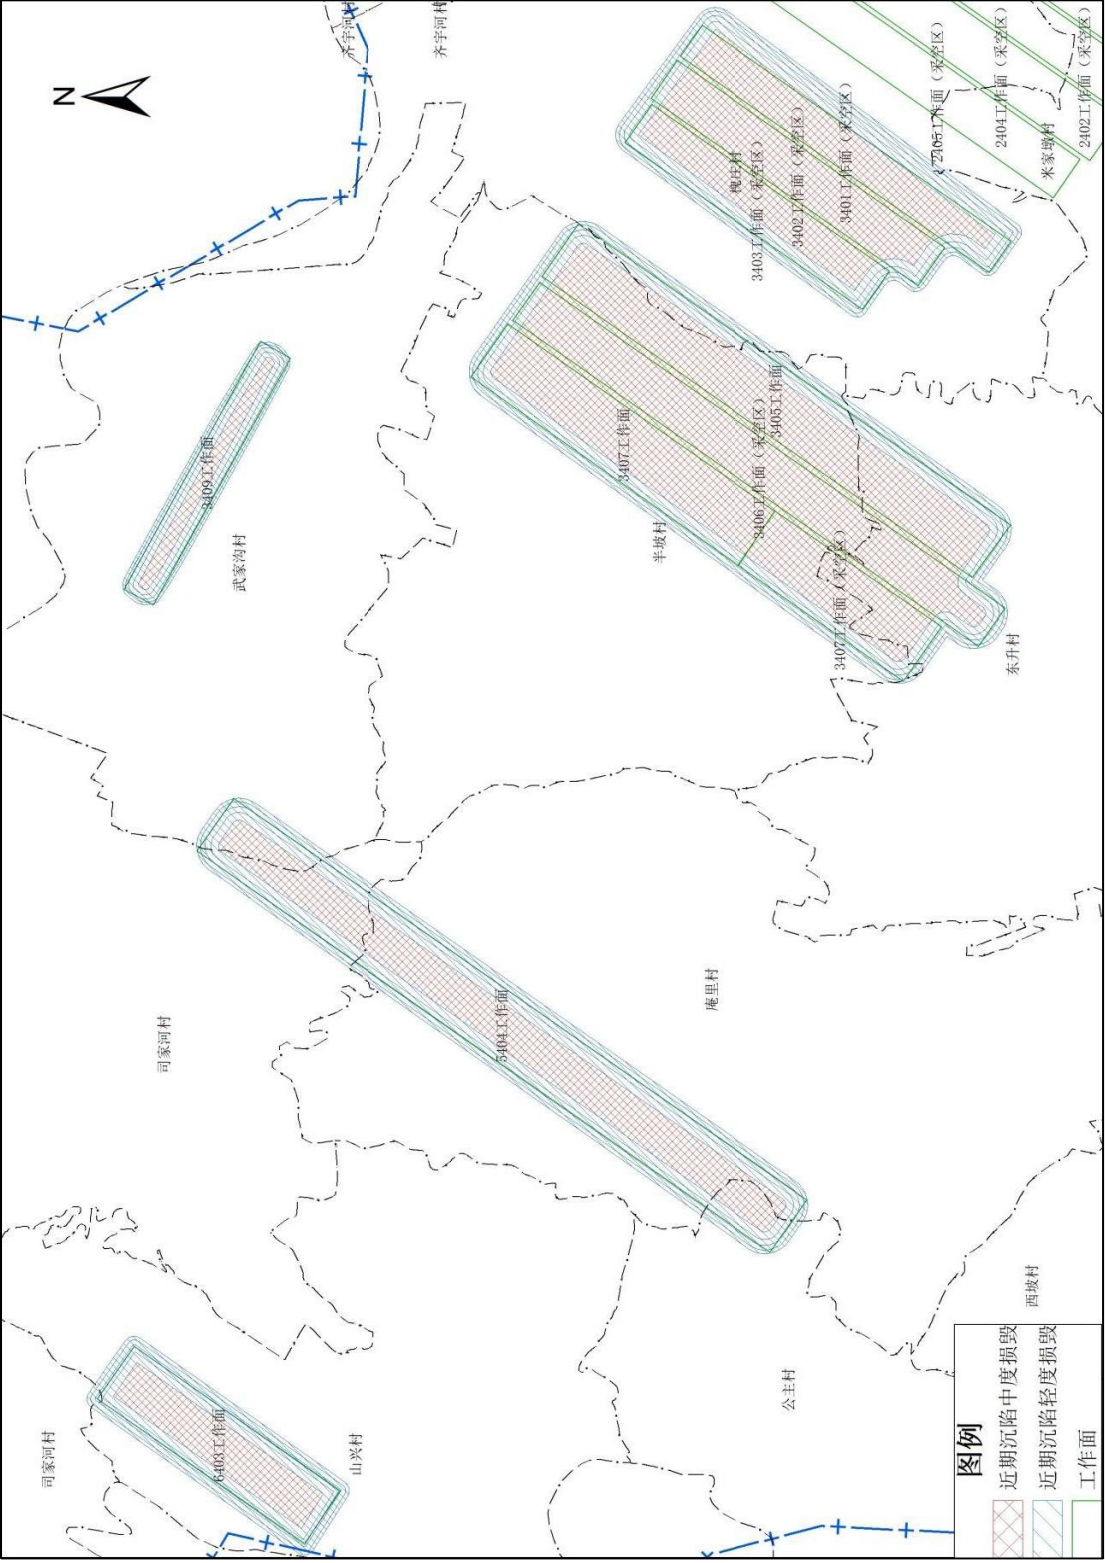 司家河村
N
司家河村
3409工作面
6403工作面
武家沟村
齐宇河村
山兴村
齐宇河村
5404工作面
3407工作面
半坡村
庵里村
槐庄村
3403工作面（采空区）
3406工作面（采空区）
3405工作面
公主村
3402工作面（采空区）
3407工作面（采空区）
3401工作面（采空区）
2405工作面（采空区）
2404工作面（采空区）
东升村
西坡村
米家墩村
2402工作面（采空区）
图例
近期沉陷中度损毁
近期沉陷轻度损毁
工作面